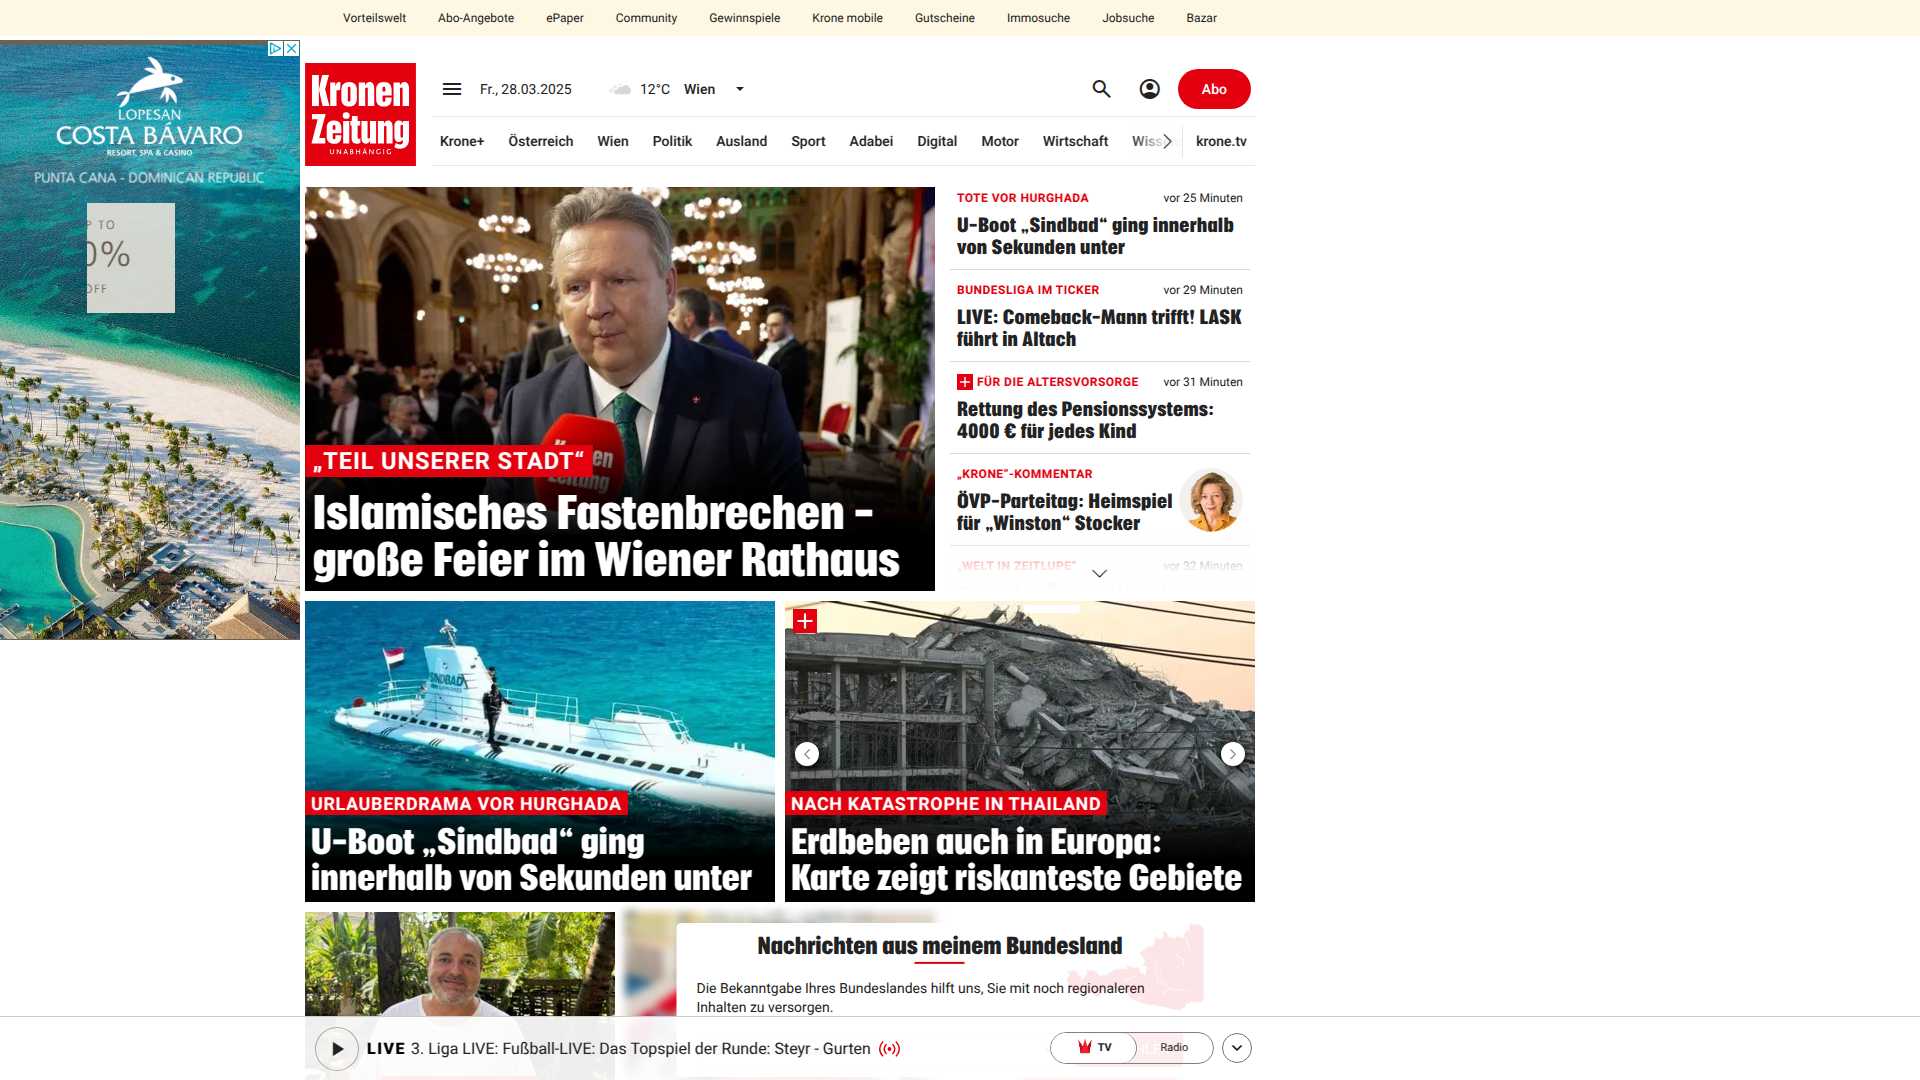 Vorteilswelt Abo-Angebote ePaper Community Gewinnspiele Krone mobile Gutscheine Immosuche Jobsuche Bazar
LOPESAN
COSTA BÁVARO
RESORT, SPA & CASINO
PUNTA CANA - DOMINICAN REPUBLIC
TO
0%
OFF
Kronen
Zeitung
UNABHÄNGIG
Fr., 28.03.2025 12°C Wien
Abo
Krone+ Österreich Wien Politik Ausland Sport Adabei Digital Motor Wirtschaft Wiss krone.tv
„TEIL UNSERER STADT“
Islamisches Fastenbrechen –
große Feier im Wiener Rathaus
TOTE VOR HURGHADA vor 25 Minuten
U-Boot „Sindbad“ ging innerhalb
von Sekunden unter
BUNDESLIGA IM TICKER vor 29 Minuten
LIVE: Comeback-Mann trifft! LASK
führt in Altach
FÜR DIE ALTERSVORSORGE vor 31 Minuten
Rettung des Pensionssystems:
4000 € für jedes Kind
„KRONE“-KOMMENTAR
ÖVP-Parteitag: Heimspiel
für „Winston“ Stocker
„WELT IN ZEITLUPE“ vor 32 Minuten
SINDBAD
URLAUBERDRAMA VOR HURGHADA
U-Boot „Sindbad“ ging
innerhalb von Sekunden unter
NACH KATASTROPHE IN THAILAND
Erdbeben auch in Europa:
Karte zeigt riskanteste Gebiete
Nachrichten aus meinem Bundesland
Die Bekanntgabe Ihres Bundeslandes hilft uns, Sie mit noch regionaleren
Inhalten zu versorgen.
LIVE 3. Liga LIVE: Fußball-LIVE: Das Topspiel der Runde: Steyr - Gurten
TV Radio